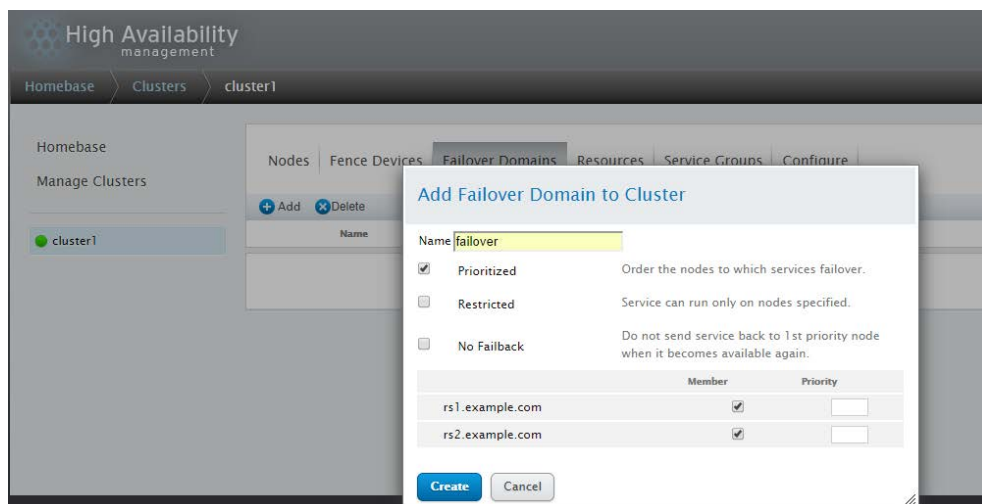 High Availability
management
Homebase Clusters cluster1
Homebase
Manage Clusters
cluster1
Nodes Fence Devices Failover Domains Resources Service Groups Configure
Add Delete
Name
Add Failover Domain to Cluster
Name failover
Prioritized Order the nodes to which services failover.
Restricted Service can run only on nodes specified.
No Failback Do not send service back to 1st priority node
when it becomes available again.
Member Priority
rs1.example.com
rs2.example.com
Create Cancel